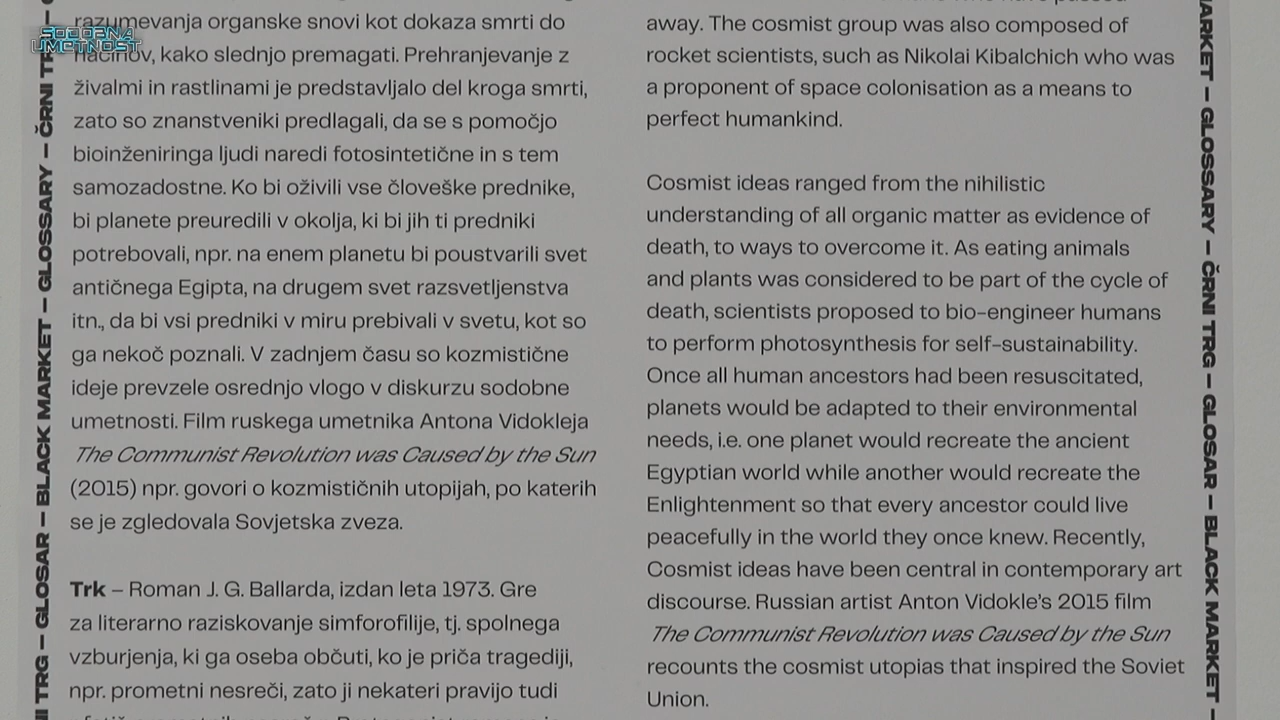 SODOBNA
UMETNOST
razumevanja organske snovi kot dokaza smrti do
načinov, kako slednjo premagati. Prehranjevanje z
živalmi in rastlinami je predstavljalo del kroga smrti,
zato so znanstveniki predlagali, da se s pomočjo
bioinženiringa ljudi naredi fotosintetične in s tem
samozadostne. Ko bi oživili vse človeške prednike,
bi planete preuredili v okolja, ki bi jih ti predniki
potrebovali, npr. na enem planetu bi poustvarili svet
antičnega Egipta, na drugem svet razsvetljenstva
itn., da bi vsi predniki v miru prebivali v svetu, kot so
ga nekoč poznali. V zadnjem času so kozmistične
ideje prevzele osrednjo vlogo v diskurzu sodobne
umetnosti. Film ruskega umetnika Antona Vidokleja
The Communist Revolution was Caused by the Sun
(2015) npr. govori o kozmističnih utopijah, po katerih
se je zgledovala Sovjetska zveza.
Trk – Roman J. G. Ballarda, izdan leta 1973. Gre
za literarno raziskovanje simforofilije, tj. spolnega
vzburjenja, ki ga oseba občuti, ko je priča tragediji,
npr. prometni nesreči, zato ji nekateri pravijo tudi
away. The cosmist group was also composed of
rocket scientists, such as Nikolai Kibalchich who was
a proponent of space colonisation as a means to
perfect humankind.
Cosmist ideas ranged from the nihilistic
understanding of all organic matter as evidence of
death, to ways to overcome it. As eating animals
and plants was considered to be part of the cycle of
death, scientists proposed to bio-engineer humans
to perform photosynthesis for self-sustainability.
Once all human ancestors had been resuscitated,
planets would be adapted to their environmental
needs, i.e. one planet would recreate the ancient
Egyptian world while another would recreate the
Enlightenment so that every ancestor could live
peacefully in the world they once knew. Recently,
Cosmist ideas have been central in contemporary art
discourse. Russian artist Anton Vidokle's 2015 film
The Communist Revolution was Caused by the Sun
recounts the cosmist utopias that inspired the Soviet
Union.
TRG – GLOSAR – BLACK MARKET – GLOSSARY – ČRNI TR
MARKET – GLOSSARY – ČRNI TRG – GLOSAR – BLACK MARKET –